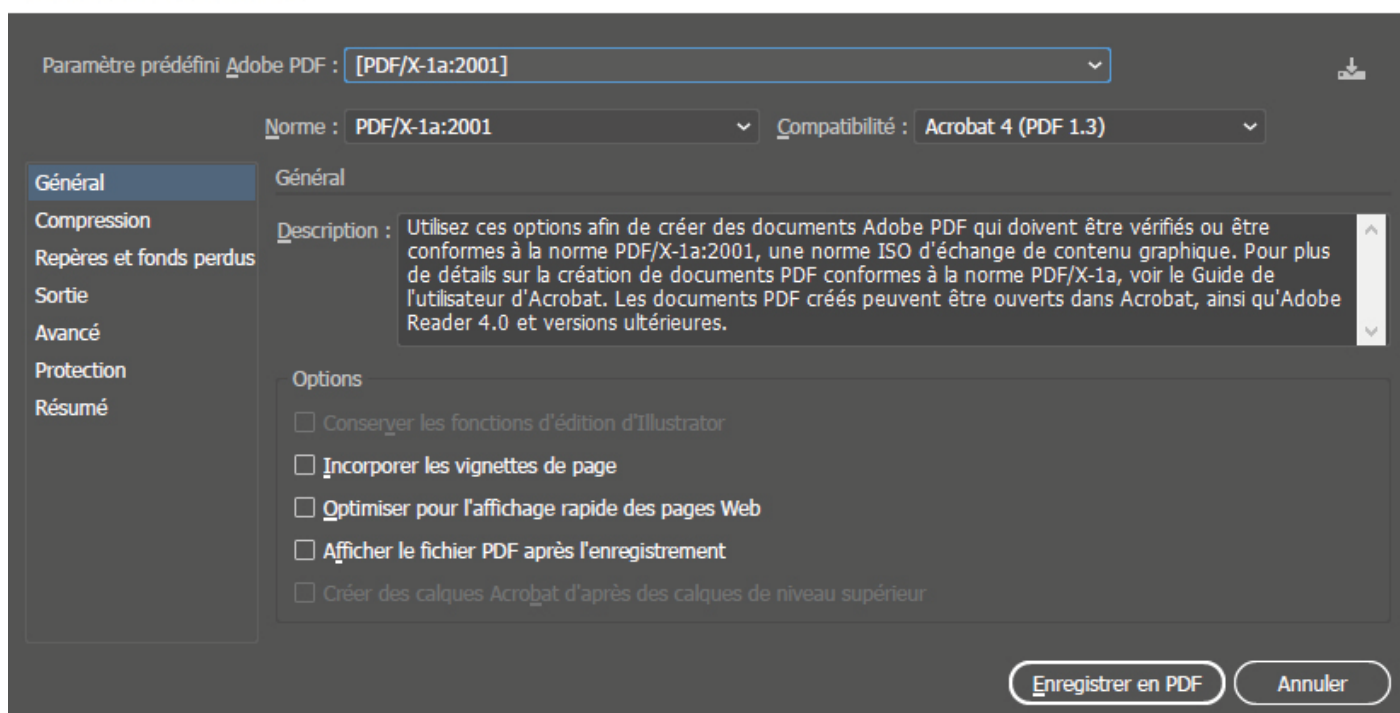 Paramètre prédéfini Adobe PDF : [PDF/X-1a:2001]
Norme : PDF/X-1a:2001 Compatibilité : Acrobat 4 (PDF 1.3)
Général
Compression
Repères et fonds perdus
Sortie
Avancé
Protection
Résumé
Général
Description : Utilisez ces options afin de créer des documents Adobe PDF qui doivent être vérifiés ou être
conformes à la norme PDF/X-1a:2001, une norme ISO d'échange de contenu graphique. Pour plus
de détails sur la création de documents PDF conformes à la norme PDF/X-1a, voir le Guide de
l'utilisateur d'Acrobat. Les documents PDF créés peuvent être ouverts dans Acrobat, ainsi qu'Adobe
Reader 4.0 et versions ultérieures.
Options
Conserver les fonctions d'édition d'Illustrator
Incorporer les vignettes de page
Optimiser pour l'affichage rapide des pages Web
Afficher le fichier PDF après l'enregistrement
Créer des calques Acrobat d'après des calques de niveau supérieur
Enregistrer en PDF Annuler